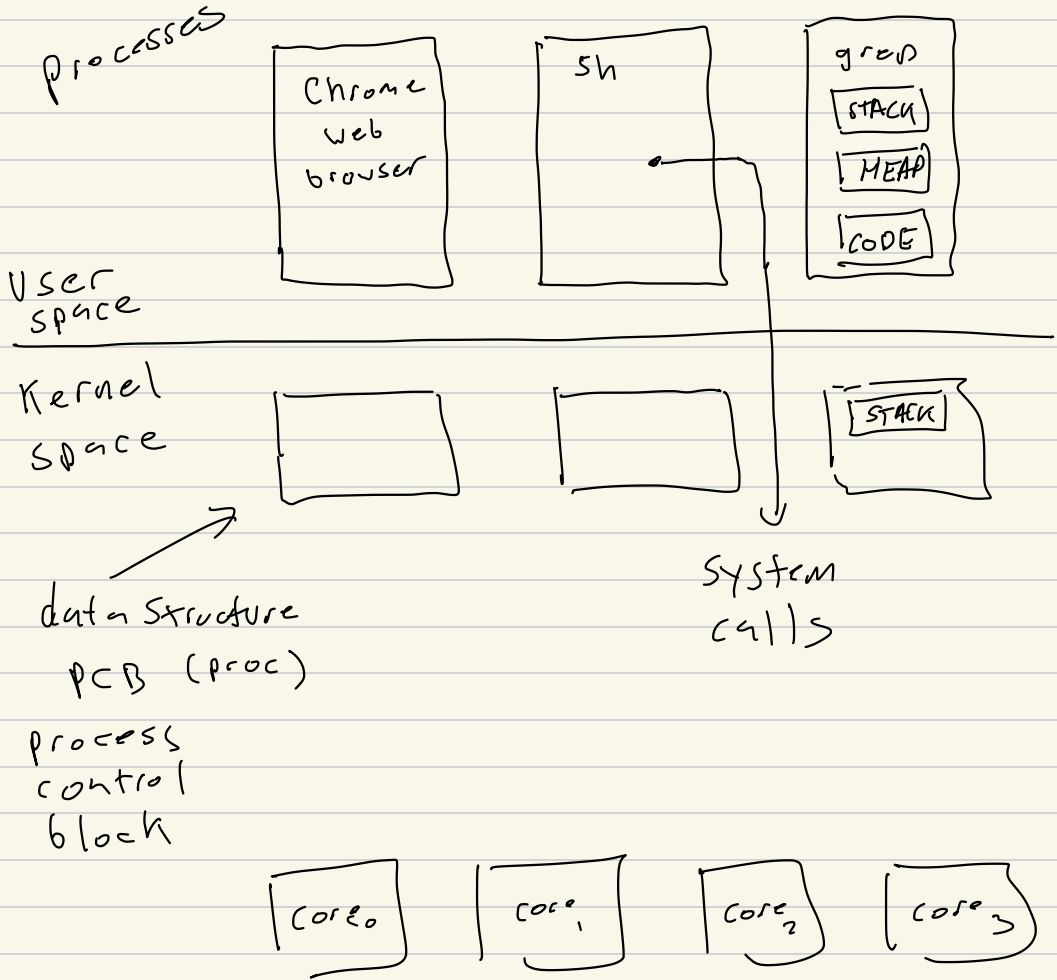 processes
Chrome
web
browser
sh
grep
STACK
HEAP
CODE
User
space
Kernel
space
STACK
data structure
PCB (proc)
process
control
block
system
calls
core0
core1
core2
core3